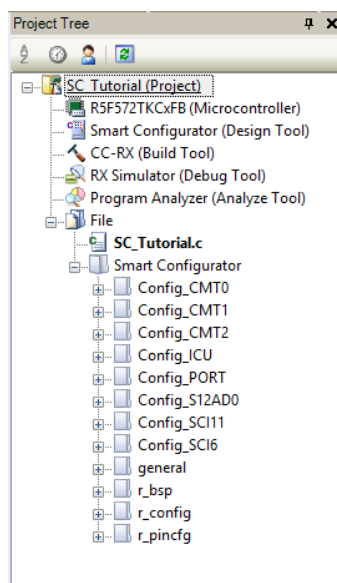 Project Tree
SC_Tutorial (Project)
R5F572TKCxFB (Microcontroller)
Smart Configurator (Design Tool)
CC-RX (Build Tool)
RX Simulator (Debug Tool)
Program Analyzer (Analyze Tool)
File
SC_Tutorial.c
Smart Configurator
Config_CMT0
Config_CMT1
Config_CMT2
Config_ICU
Config_PORT
Config_S12AD0
Config_SCI11
Config_SCI6
general
r_bsp
r_config
r_pincfg